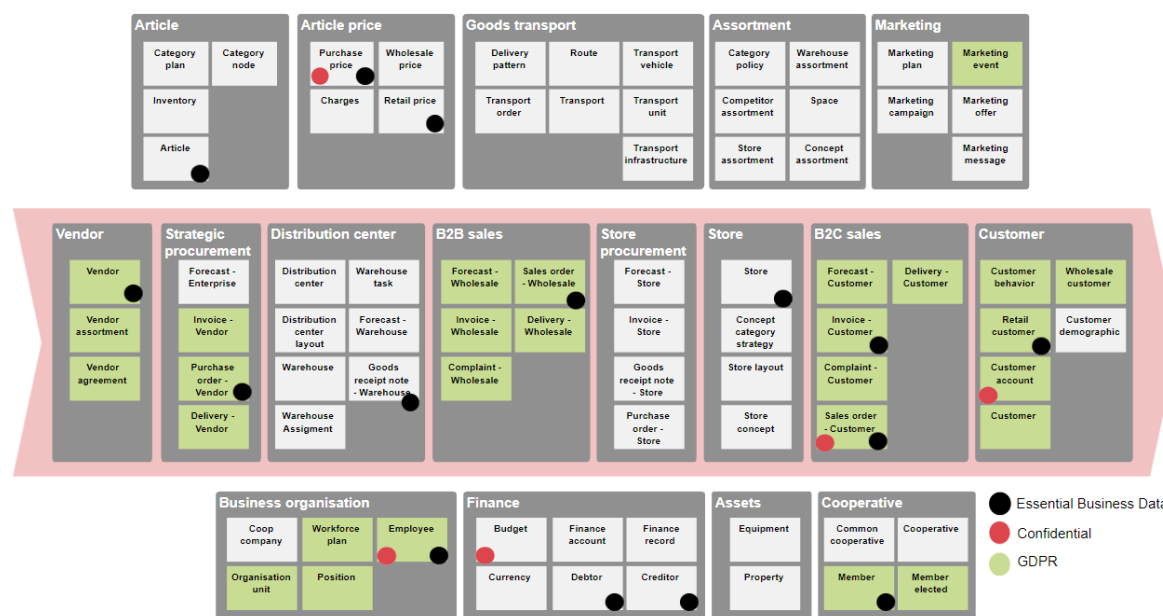 Article
Category
plan
Category
node
Inventory
Article
Article price
Purchase
price
Wholesale
price
Charges
Retail price
Goods transport
Delivery
pattern
Route
Transport
vehicle
Transport
order
Transport
Transport
unit
Transport
infrastructure
Assortment
Category
policy
Warehouse
assortment
Competitor
assortment
Space
Store
assortment
Concept
assortment
Marketing
Marketing
plan
Marketing
event
Marketing
campaign
Marketing
offer
Marketing
message
Vendor
Vendor
Vendor
assortment
Vendor
agreement
Strategic
procurement
Forecast -
Enterprise
Invoice -
Vendor
Purchase
order -
Vendor
Delivery -
Vendor
Distribution center
Distribution
center
Warehouse
task
Distribution
center
layout
Forecast -
Warehouse
Warehouse
Goods
receipt note
- Warehouse
Warehouse
Assigment
B2B sales
Forecast -
Wholesale
Sales order
- Wholesale
Invoice -
Wholesale
Delivery -
Wholesale
Complaint -
Wholesale
Store
procurement
Forecast -
Store
Invoice -
Store
Goods
receipt note
- Store
Purchase
order -
Store
Store
Store
Concept
category
strategy
Store layout
Store
concept
B2C sales
Forecast -
Customer
Delivery -
Customer
Invoice -
Customer
Complaint -
Customer
Sales order
- Customer
Customer
Customer
behavior
Wholesale
customer
Retail
customer
Customer
demographic
Customer
account
Customer
Business organisation
Coop
company
Workforce
plan
Employee
Organisation
unit
Position
Finance
Budget
Finance
account
Finance
record
Currency
Debtor
Creditor
Assets
Equipment
Property
Cooperative
Common
cooperative
Cooperative
Member
Member
elected
Essential Business Data
Confidential
GDPR